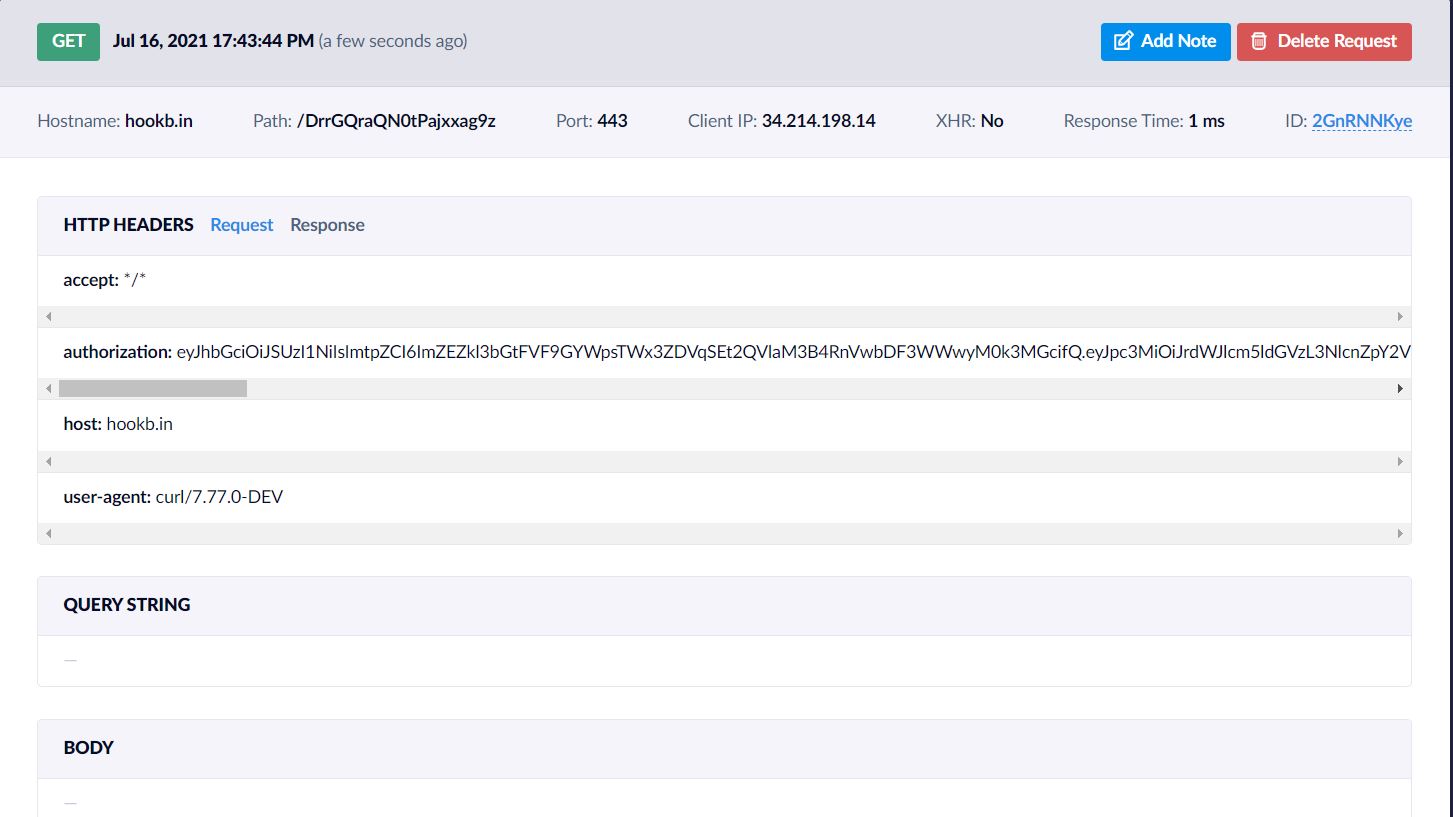 GET Jul 16, 2021 17:43:44 PM (a few seconds ago) Add Note Delete Request
Hostname: hookb.in Path: /DrrGQraQN0tPajxxag9z Port: 443 Client IP: 34.214.198.14 XHR: No Response Time: 1 ms ID: 2GnRNNKye
HTTP HEADERS Request Response
accept: */*
authorization: eyJhbGciOiJSUzI1NiIsImtpZCI6ImZEZkl3bGtFVF9GYWpsTWx3ZDVqSEt2QVlaM3B4RnVwbDF3WWwyM0k3MGcifQ.eyJpc3MiOiJrdWJlcm5ldGVzL3NlcnZpY2V
host: hookb.in
user-agent: curl/7.77.0-DEV
QUERY STRING
—
BODY
—